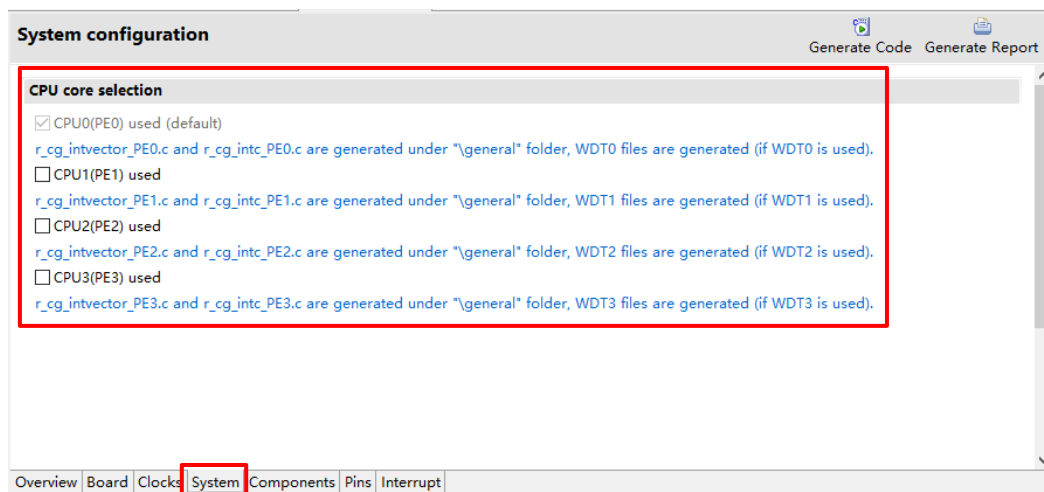 System configuration
Generate Code Generate Report
CPU core selection
CPU0(PE0) used (default)
r_cg_intvector_PE0.c and r_cg_intc_PE0.c are generated under "\general" folder, WDT0 files are generated (if WDT0 is used).
CPU1(PE1) used
r_cg_intvector_PE1.c and r_cg_intc_PE1.c are generated under "\general" folder, WDT1 files are generated (if WDT1 is used).
CPU2(PE2) used
r_cg_intvector_PE2.c and r_cg_intc_PE2.c are generated under "\general" folder, WDT2 files are generated (if WDT2 is used).
CPU3(PE3) used
r_cg_intvector_PE3.c and r_cg_intc_PE3.c are generated under "\general" folder, WDT3 files are generated (if WDT3 is used).
Overview Board Clocks System Components Pins Interrupt